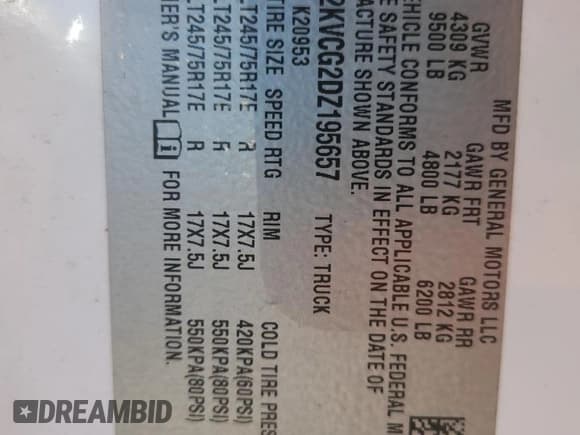 MFD BY GENERAL MOTORS LLC
GVWR GAWR FRT GAWR RR
4309 KG 2177 KG 2812 KG
9500 LB 4800 LB 6200 LB
VEHICLE CONFORMS TO ALL APPLICABLE U.S. FEDERAL M
E SAFETY STANDARDS IN EFFECT ON THE DATE OF
FACTURE SHOWN ABOVE.
2KVCG2DZ195657 TYPE: TRUCK
K20953
TIRE SIZE SPEED RTG RIM COLD TIRE PRES
LT245/75R17E R 17X7.5J 420KPA(60PSI)
LT245/75R17E R 17X7.5J 550KPA(80PSI)
LT245/75R17E R 17X7.5J 550KPA(80PSI)
NER'S MANUAL FOR MORE INFORMATION.
DREAMBID